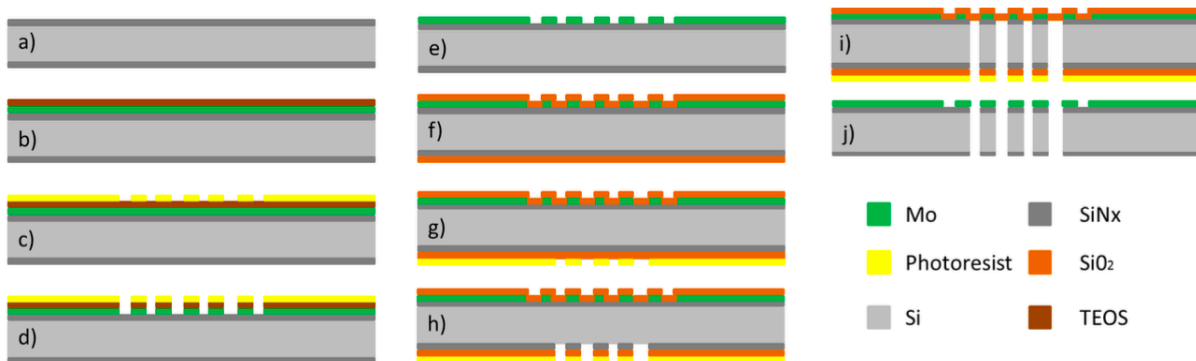 a)
b)
c)
d)
e)
f)
g)
h)
i)
j)
Mo
SiNx
Photoresist
Si0₂
Si
TEOS